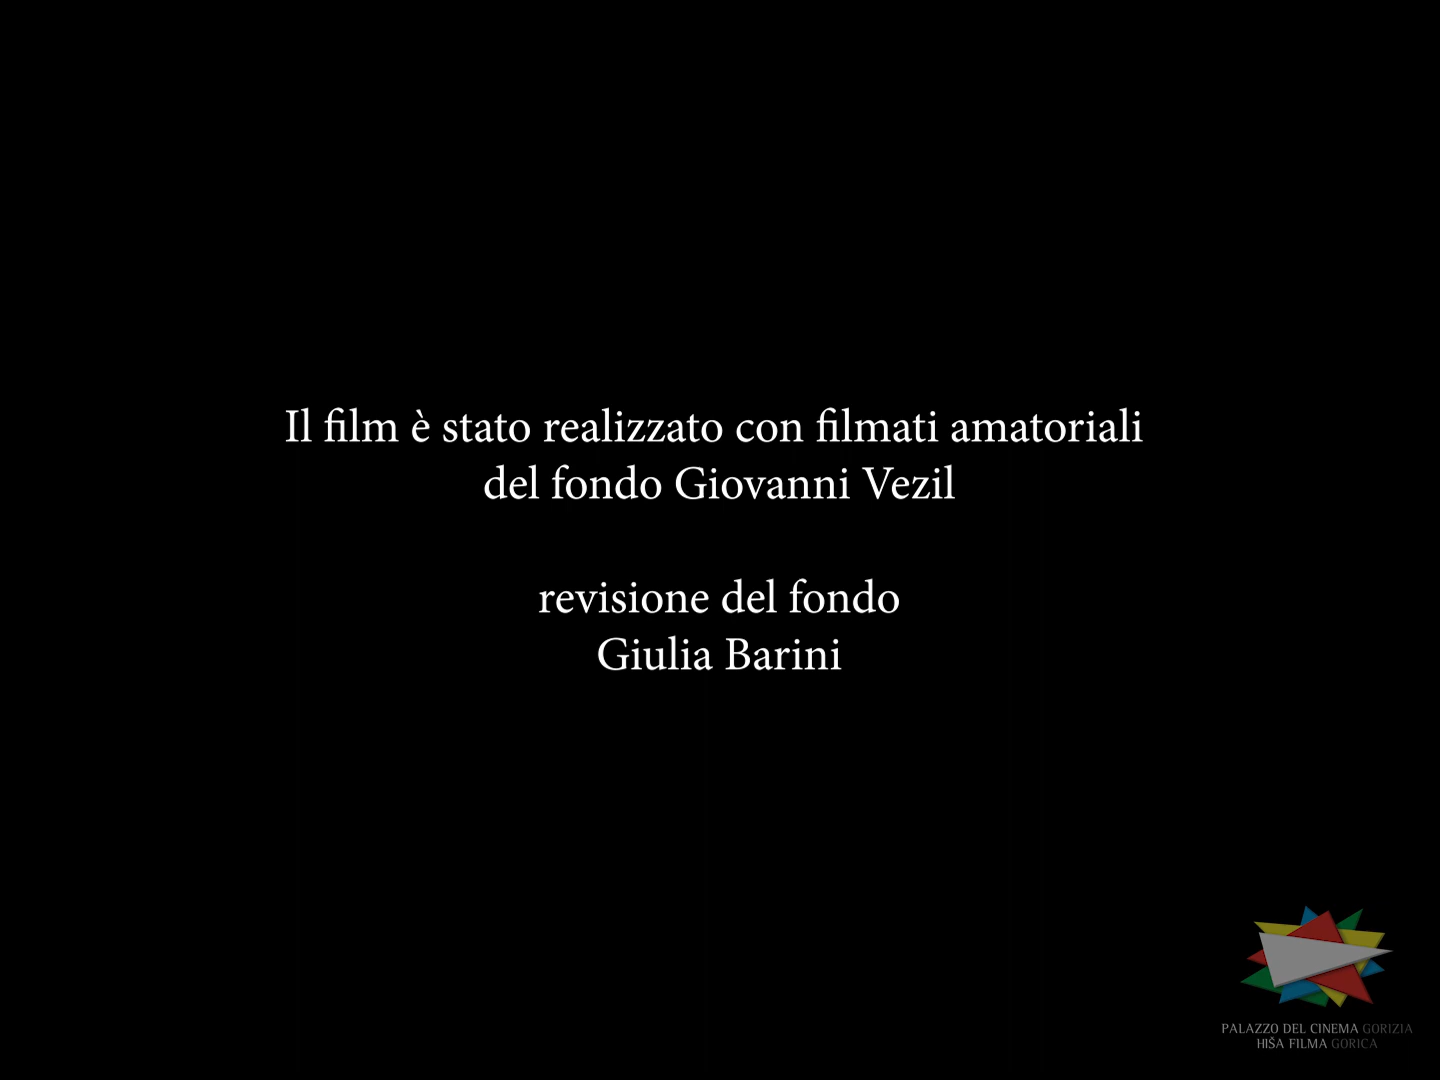 Il film è stato realizzato con filmati amatoriali
del fondo Giovanni Vezil
revisione del fondo
Giulia Barini
PALAZZO DEL CINEMA GORIZIA
HIŠA FILMA GORICA